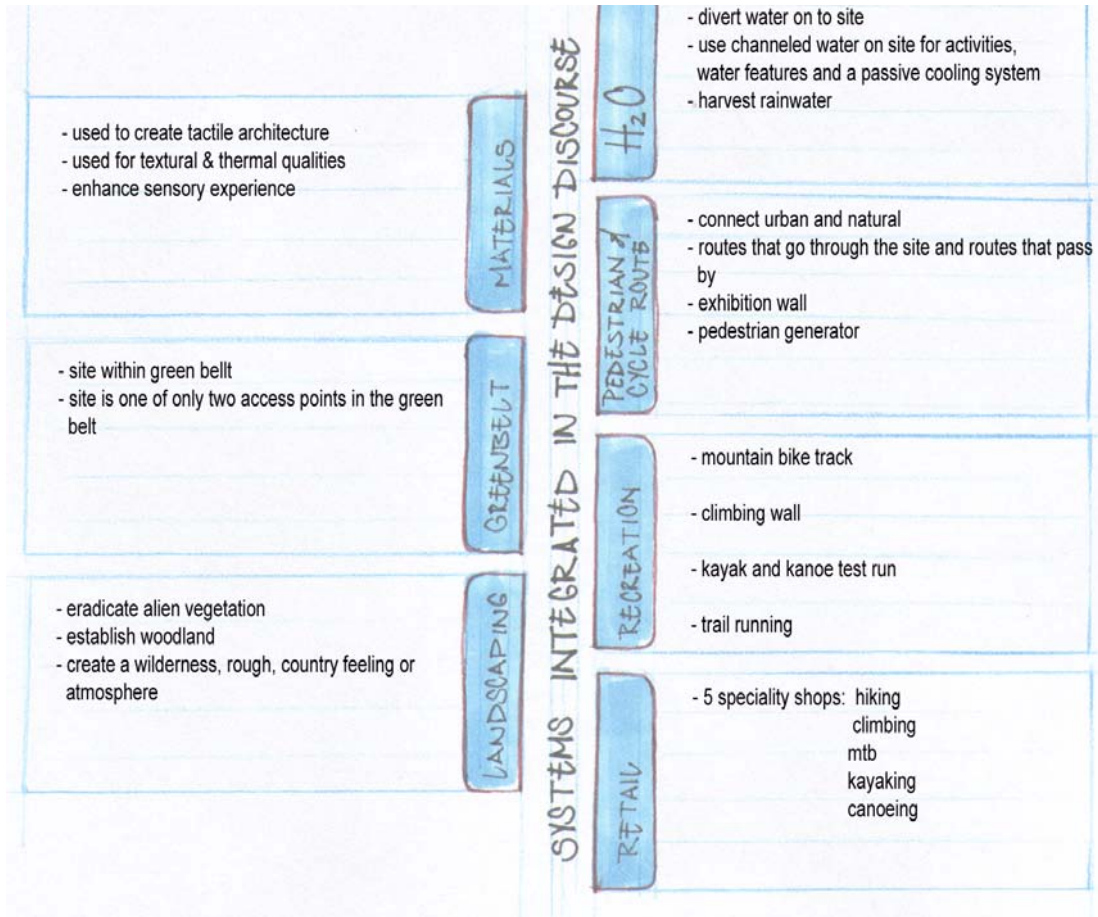 - used to create tactile architecture
- used for textural & thermal qualities
- enhance sensory experience
MATERIALS
- site within green bellt
- site is one of only two access points in the green
belt
GREENBELT
- eradicate alien vegetation
- establish woodland
- create a wilderness, rough, country feeling or
atmosphere
LANDSCAPING
SYSTEMS INTEGRATED IN THE DESIGN DISCOURSE
H₂O
- divert water on to site
- use channeled water on site for activities,
water features and a passive cooling system
- harvest rainwater
PEDESTRIAN &
CYCLE ROUTE
- connect urban and natural
- routes that go through the site and routes that pass
by
- exhibition wall
- pedestrian generator
RECREATION
- mountain bike track
- climbing wall
- kayak and kanoe test run
- trail running
RETAIL
- 5 speciality shops: hiking
climbing
mtb
kayaking
canoeing